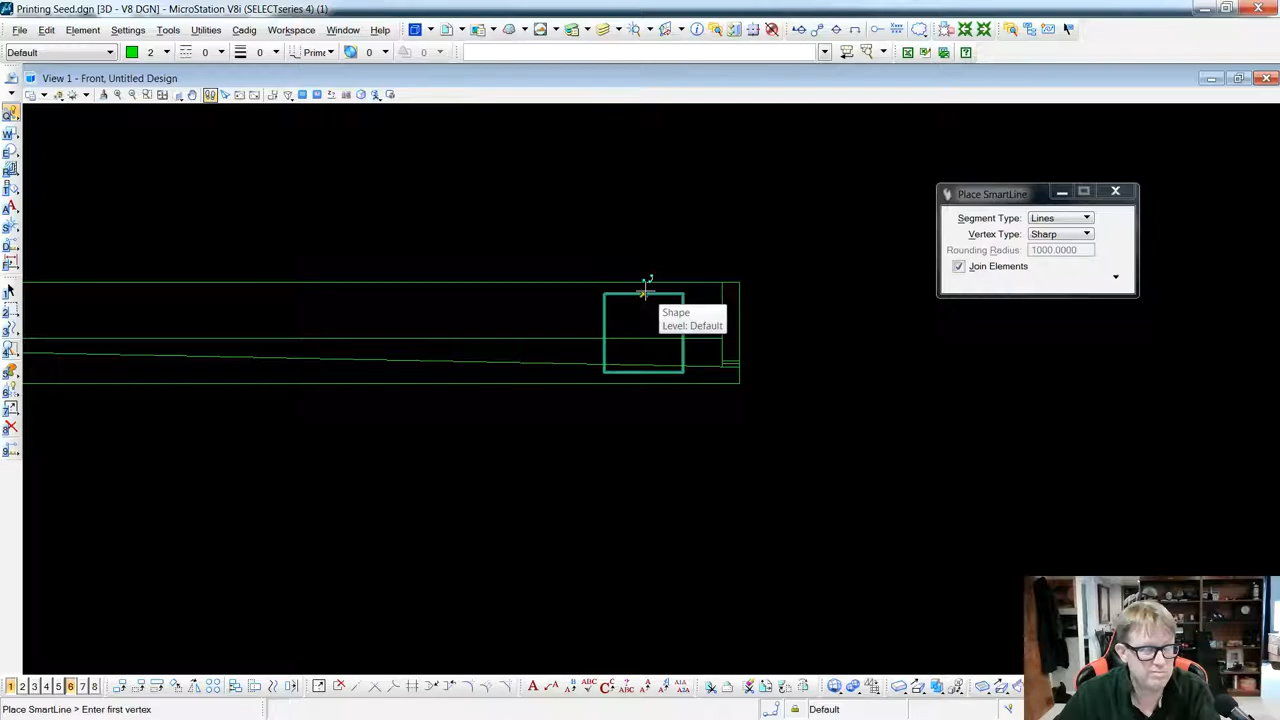 Printing Seed.dgn [3D - V8 DGN] - MicroStation V8i (SELECTseries 4) (1)
File Edit Element Settings Tools Utilities Cadig Workspace Window Help
Default 2 0 0 Prima 0 0
View 1 - Front, Untitled Design
Place SmartLine
Segment Type: Lines
Vertex Type: Sharp
Rounding Radius: 1000.0000
Join Elements
Shape
Level: Default
1 2 3 4 5 6 7 8
Place SmartLine > Enter first vertex
Default